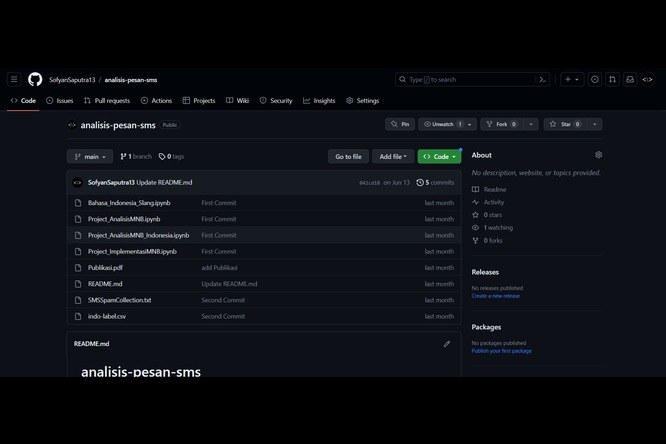 SofyanSaputra13 / analisis-pesan-sms
Type / to search
Code Issues Pull requests Actions Projects Wiki Security Insights Settings
analisis-pesan-sms Public
Pin Unwatch 1 Fork 0 Star 0
main 1 branch 0 tags Go to file Add file Code
SofyanSaputra13 Update README.md on Jun 13 5 commits
Bahasa_Indonesia_Slang.ipynb First Commit last month
Project_AnalisisMNB.ipynb First Commit last month
Project_AnalisisMNB_Indonesia.ipynb First Commit last month
Project_ImplementasiMNB.ipynb First Commit last month
Publikasi.pdf add Publikasi last month
README.md Update README.md last month
SMSSpamCollection.txt Second Commit last month
indo-label.csv Second Commit last month
README.md
analisis-pesan-sms
About
No description, website, or topics provided.
Readme
Activity
0 stars
1 watching
0 forks
Releases
No releases published
Create a new release
Packages
No packages published
Publish your first package